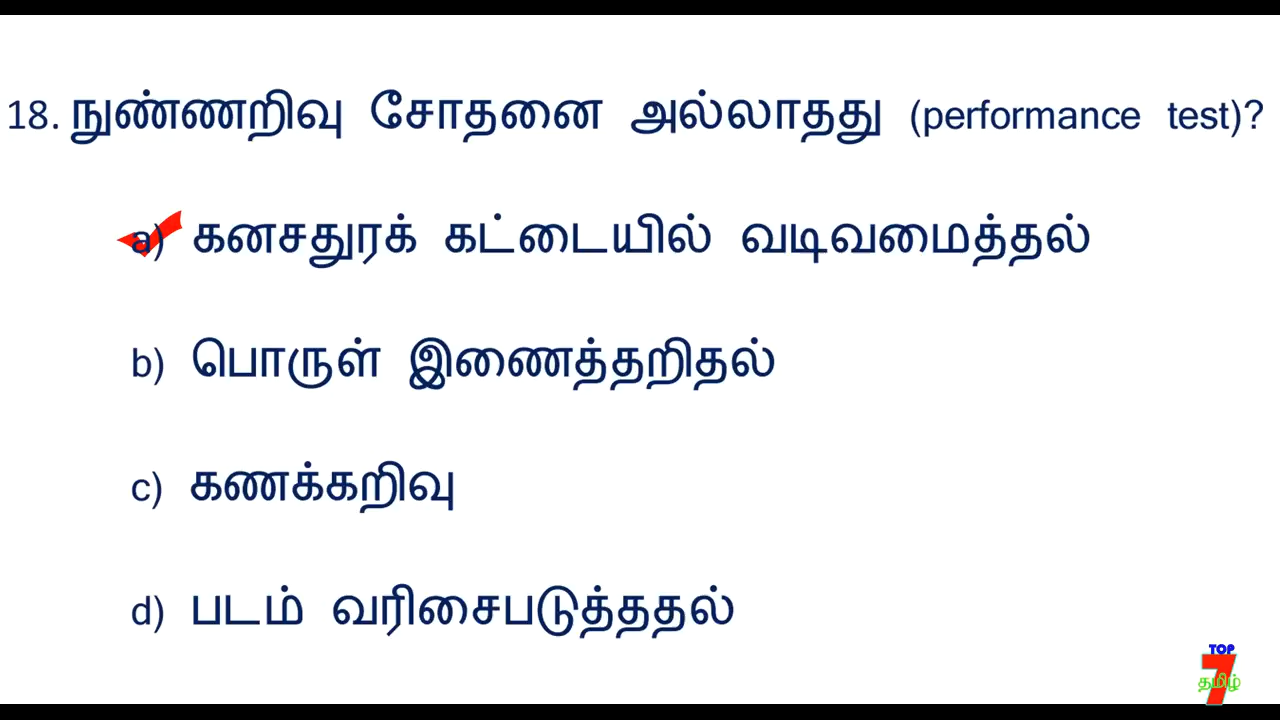 18. நுண்ணறிவு சோதனை அல்லாதது (performance test)?
a) கனசதுரக் கட்டையில் வடிவமைத்தல்
b) பொருள் இணைத்தறிதல்
c) கணக்கறிவு
d) படம் வரிசைபடுத்ததல்
TOP
7
தமிழ்